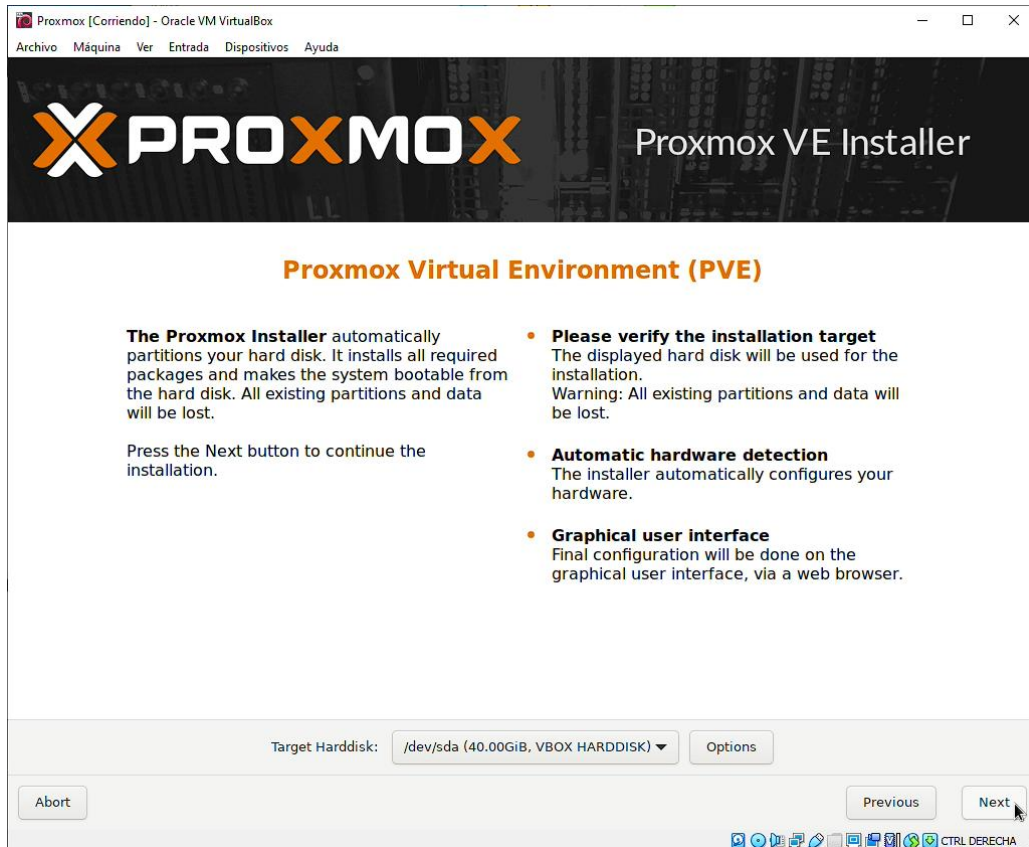 Proxmox [Corriendo] - Oracle VM VirtualBox
Archivo Máquina Ver Entrada Dispositivos Ayuda
PROXMOX
Proxmox VE Installer
Proxmox Virtual Environment (PVE)
The Proxmox Installer automatically
partitions your hard disk. It installs all required
packages and makes the system bootable from
the hard disk. All existing partitions and data
will be lost.
Press the Next button to continue the
installation.
Please verify the installation target
The displayed hard disk will be used for the
installation.
Warning: All existing partitions and data will
be lost.
Automatic hardware detection
The installer automatically configures your
hardware.
Graphical user interface
Final configuration will be done on the
graphical user interface, via a web browser.
Target Harddisk: /dev/sda (40.00GiB, VBOX HARDDISK) Options
Abort Previous Next
CTRL DERECHA